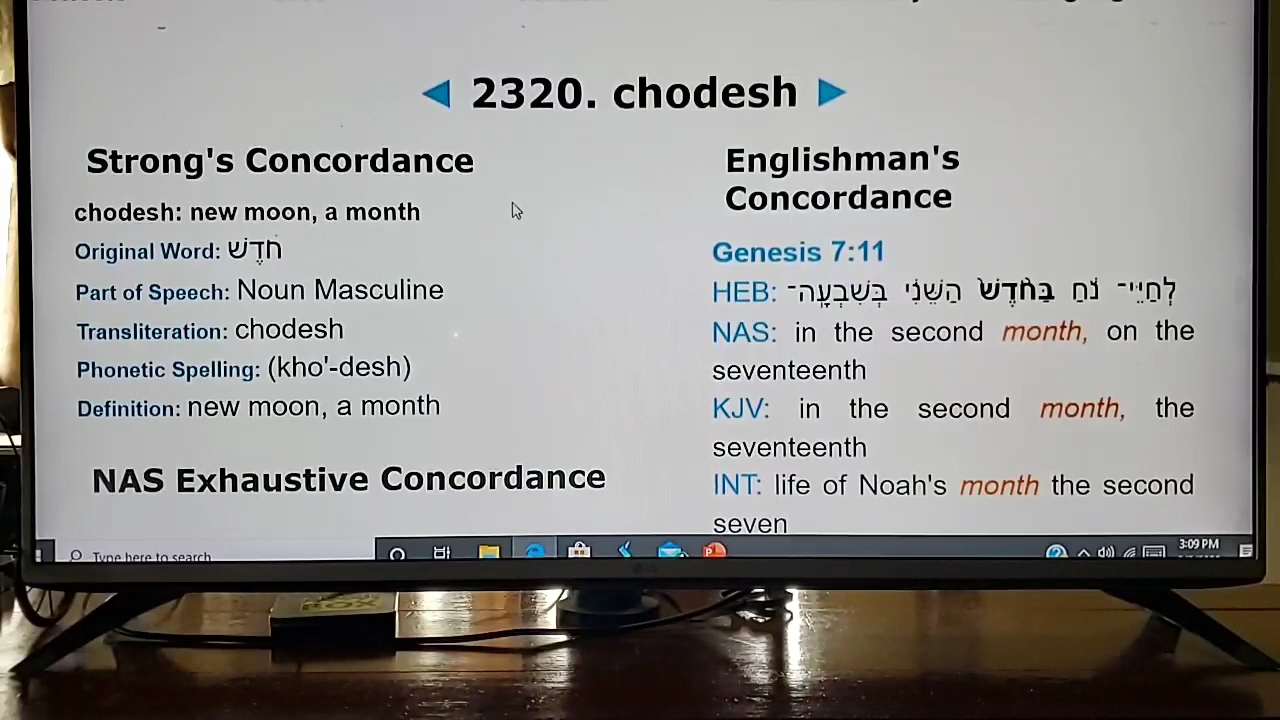 ◄ 2320. chodesh ►
Strong's Concordance
chodesh: new moon, a month
Original Word: חֹדֶשׁ
Part of Speech: Noun Masculine
Transliteration: chodesh
Phonetic Spelling: (kho'-desh)
Definition: new moon, a month
NAS Exhaustive Concordance
Englishman's
Concordance
Genesis 7:11
HEB: לְחַיֵּי־ נֹ֔חַ בַּחֹ֙דֶשׁ֙ הַשֵּׁנִ֔י בְּשִׁבְעָֽה־
NAS: in the second month, on the
seventeenth
KJV: in the second month, the
seventeenth
INT: life of Noah's month the second
seven
Type here to search
3:09 PM